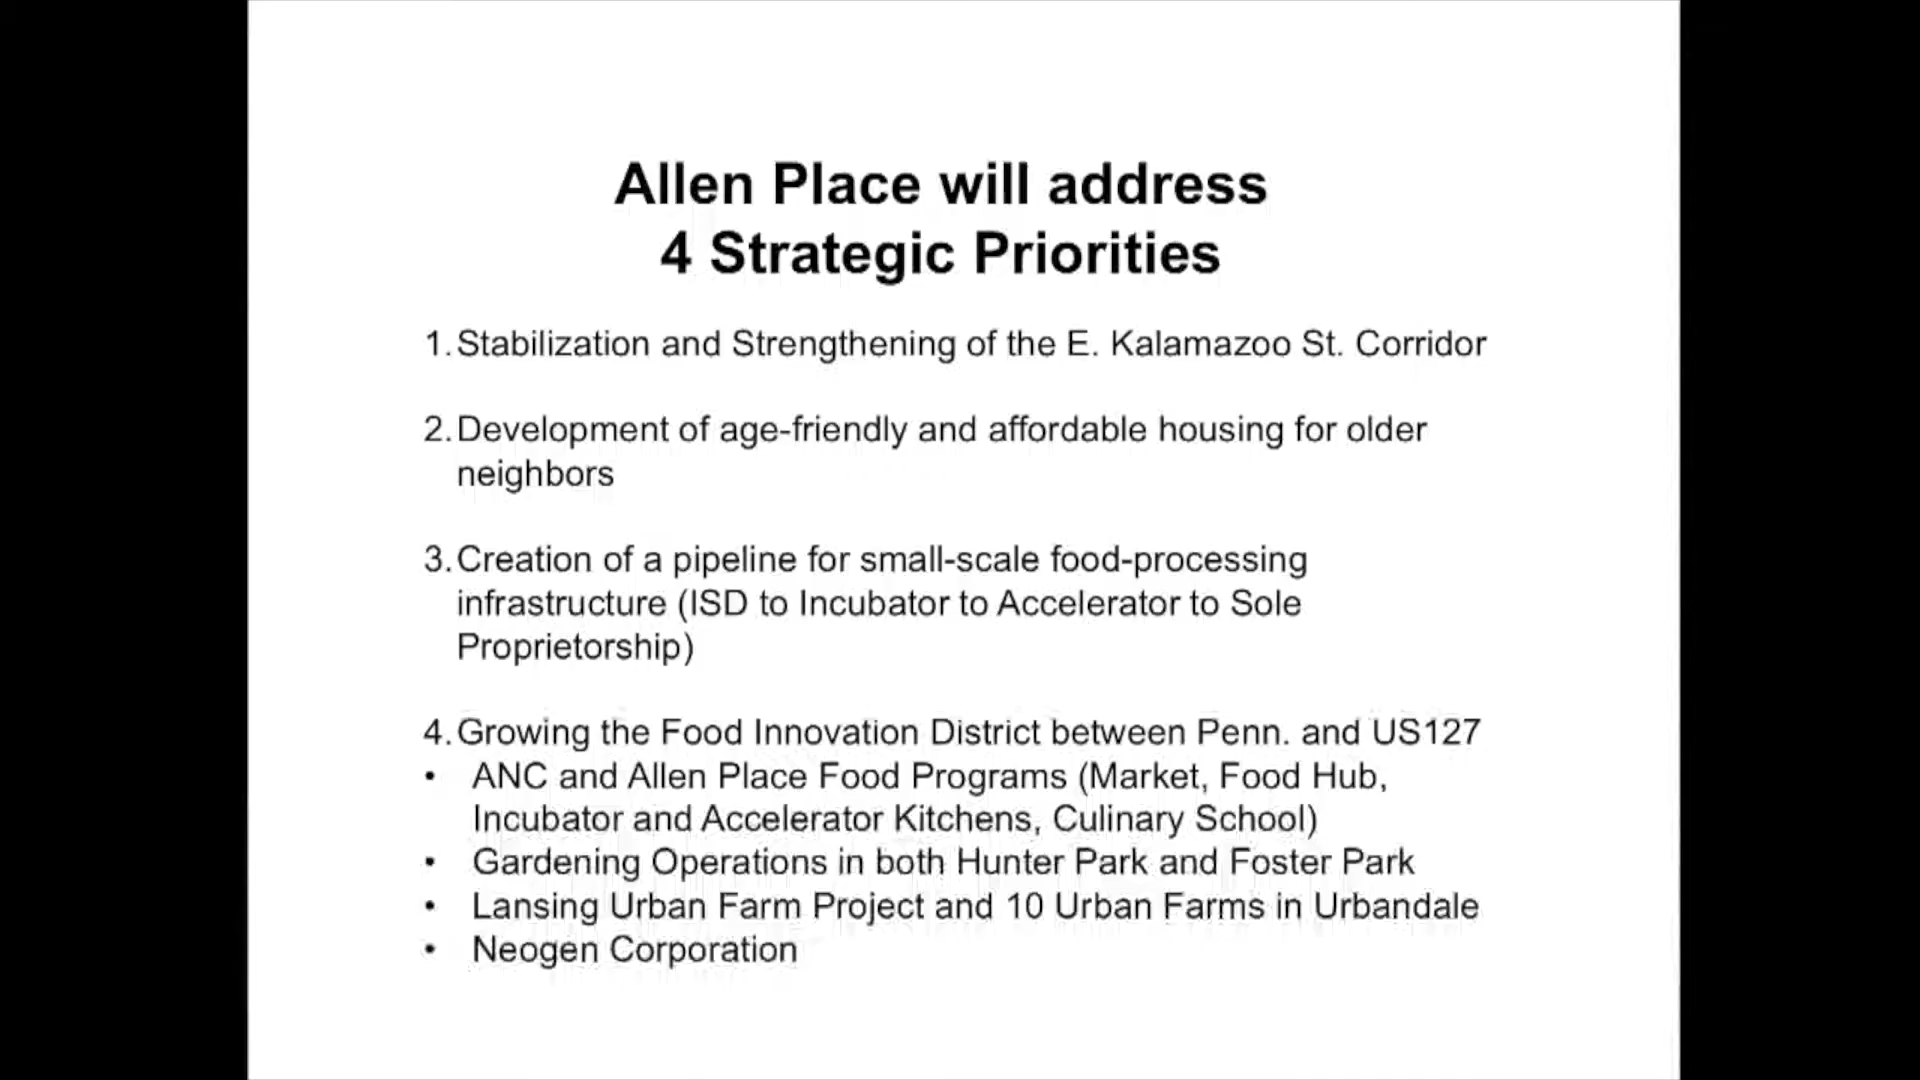 Allen Place will address
4 Strategic Priorities
1. Stabilization and Strengthening of the E. Kalamazoo St. Corridor
2. Development of age-friendly and affordable housing for older
neighbors
3. Creation of a pipeline for small-scale food-processing
infrastructure (ISD to Incubator to Accelerator to Sole
Proprietorship)
4. Growing the Food Innovation District between Penn. and US127
• ANC and Allen Place Food Programs (Market, Food Hub,
Incubator and Accelerator Kitchens, Culinary School)
• Gardening Operations in both Hunter Park and Foster Park
• Lansing Urban Farm Project and 10 Urban Farms in Urbandale
• Neogen Corporation